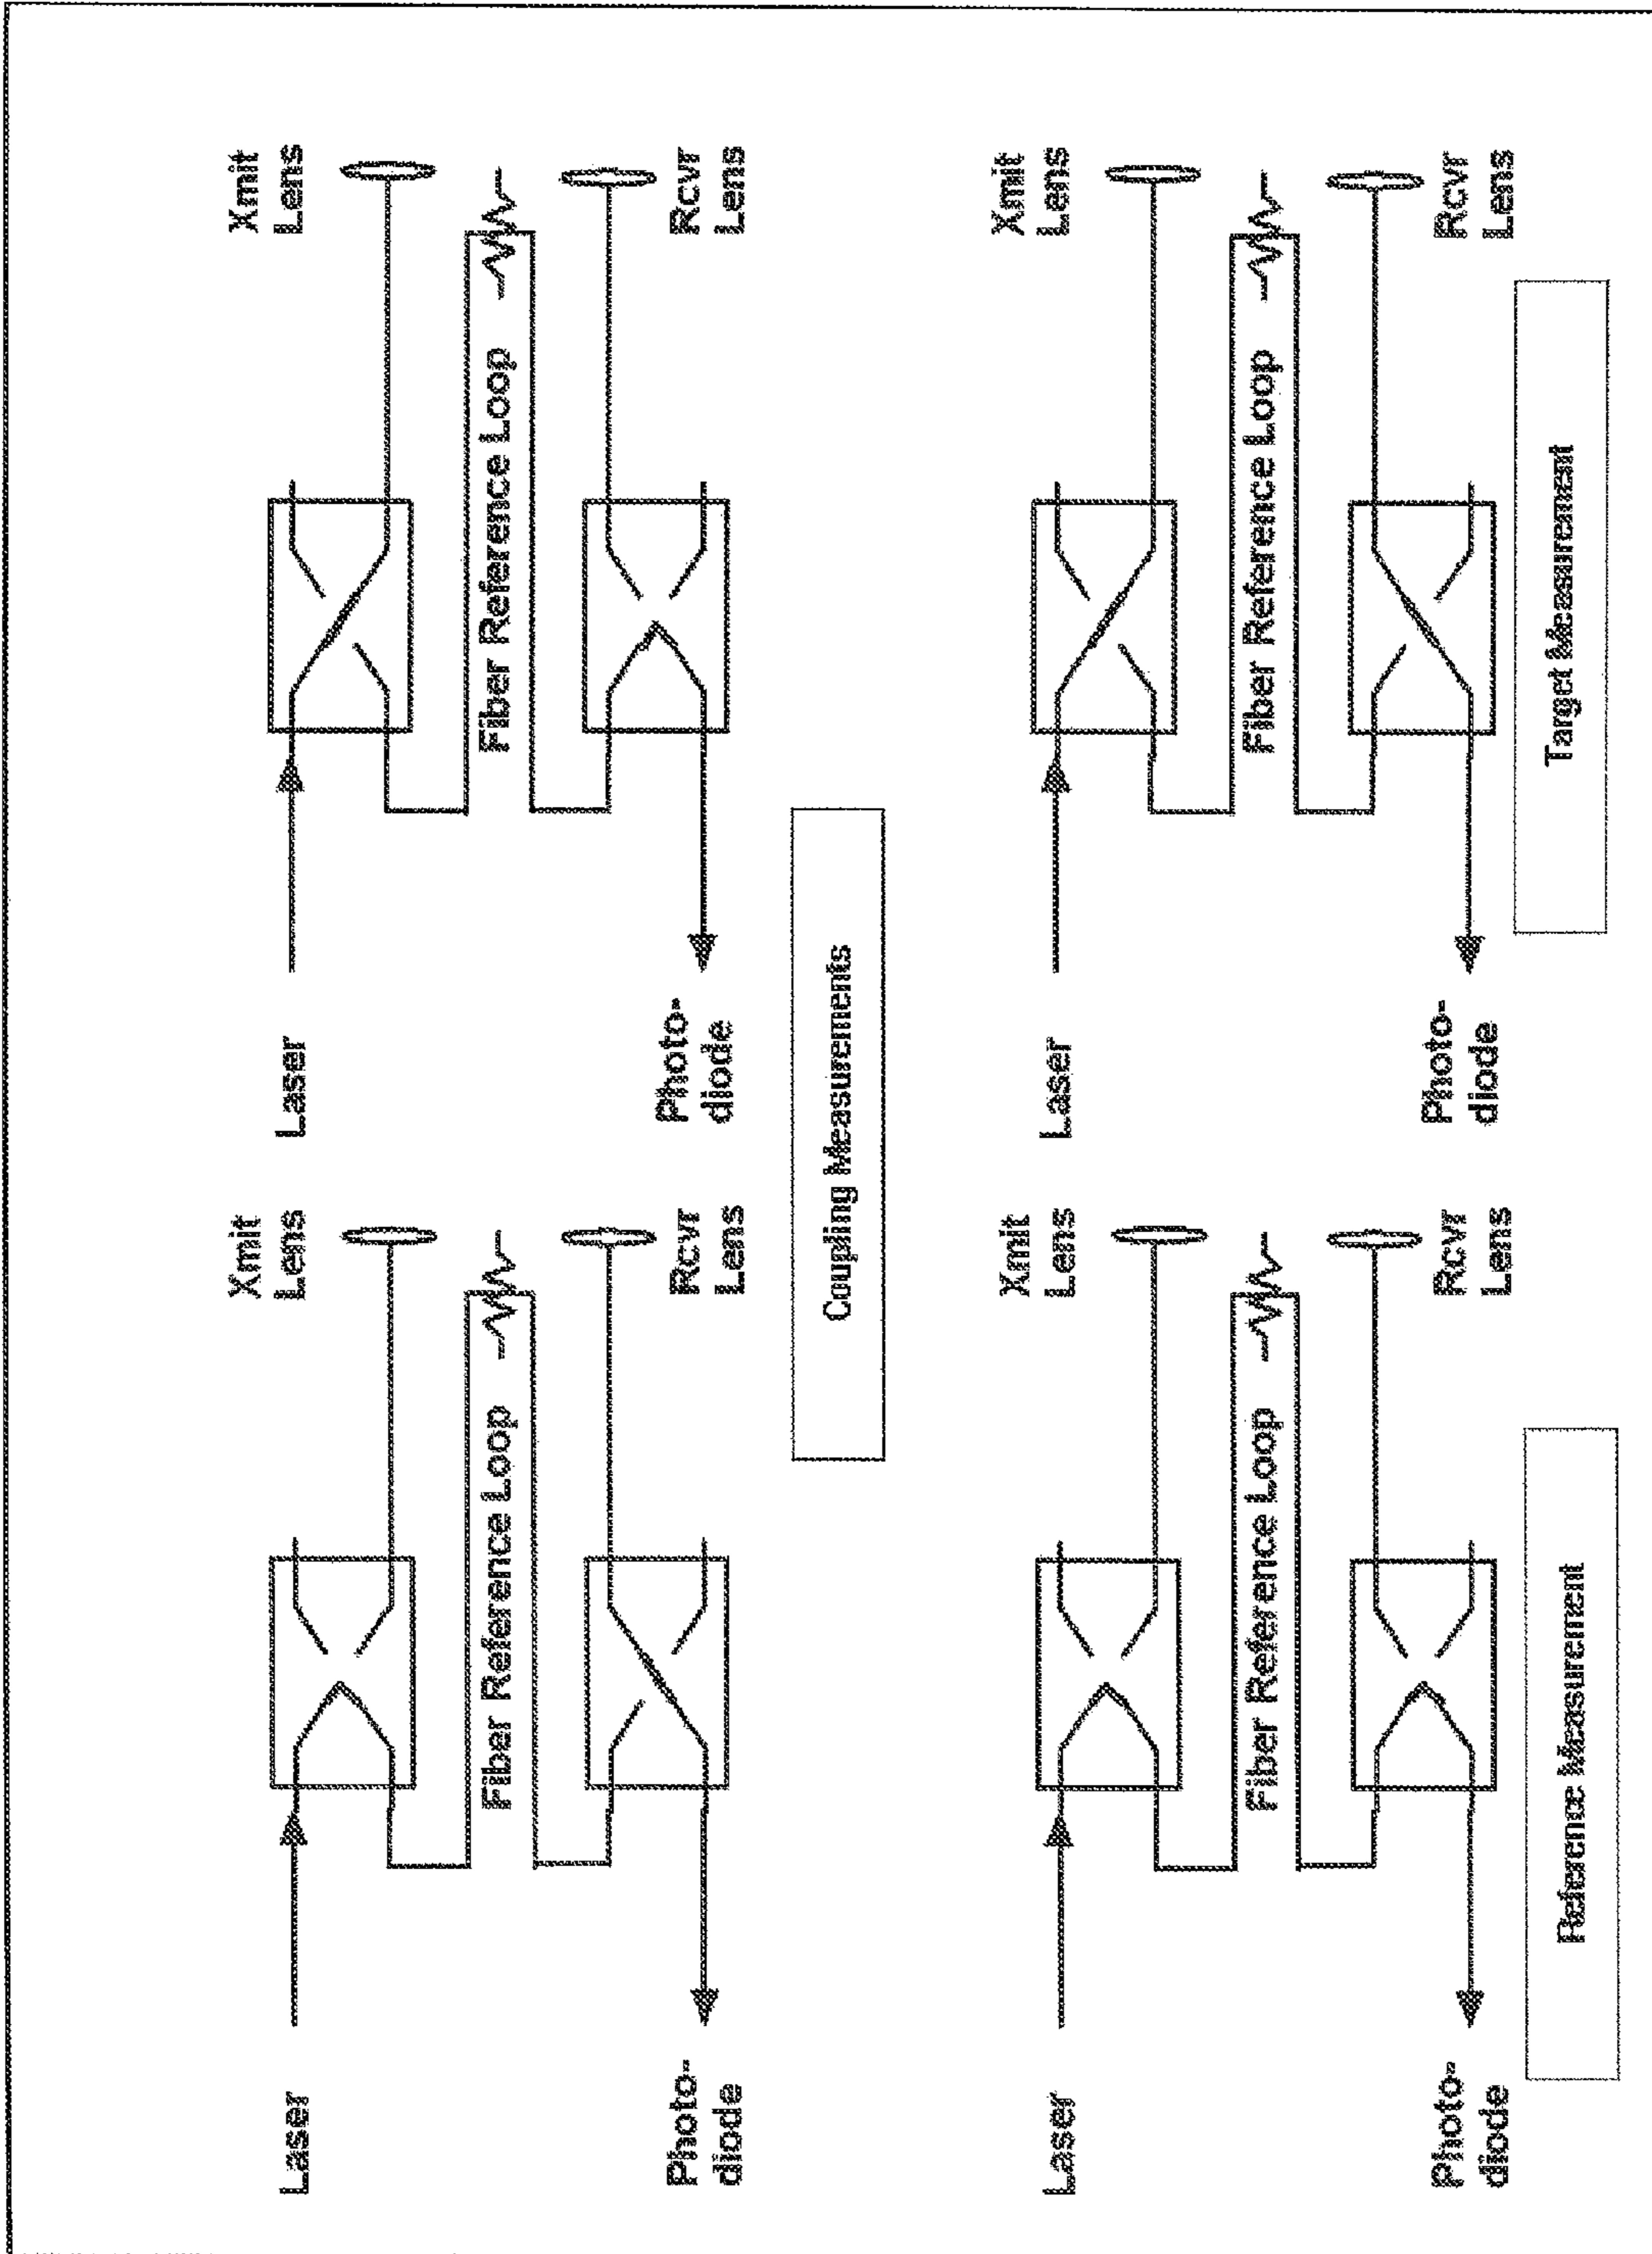 Laser
Xmit
Lens
Fiber Reference Loop
Photo-
diode
Rcvr
Lens
Laser
Xmit
Lens
Fiber Reference Loop
Photo-
diode
Rcvr
Lens
Coupling Measurements
Laser
Xmit
Lens
Fiber Reference Loop
Photo-
diode
Rcvr
Lens
Reference Measurement
Laser
Xmit
Lens
Fiber Reference Loop
Photo-
diode
Rcvr
Lens
Target Measurement